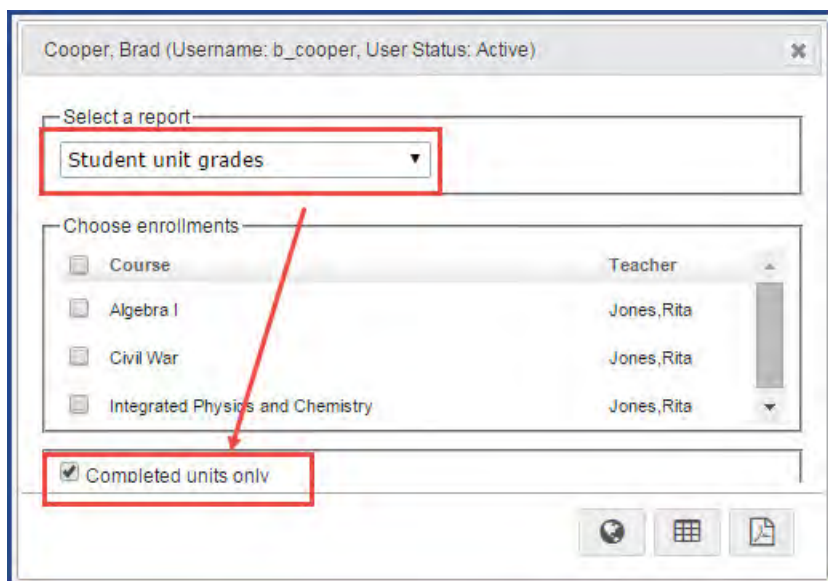 Cooper, Brad (Username: b_cooper, User Status: Active)
Select a report
Student unit grades
Choose enrollments
Course Teacher
Algebra I Jones,Rita
Civil War Jones,Rita
Integrated Physics and Chemistry Jones,Rita
Completed units only